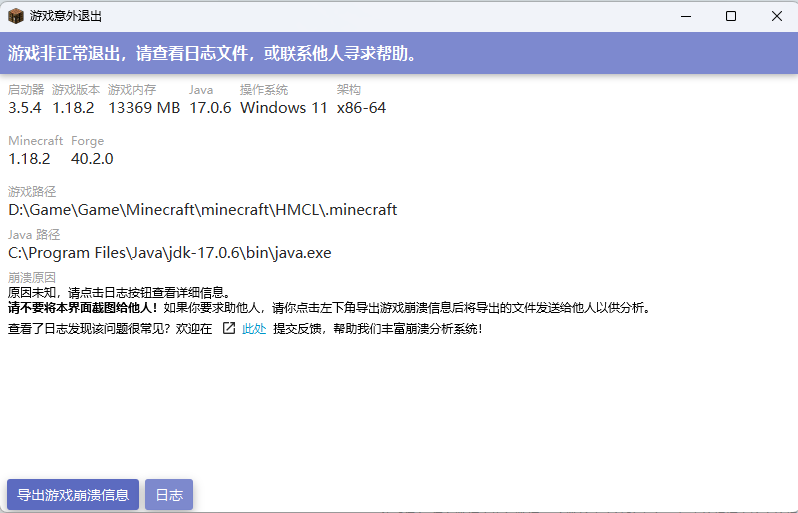 游戏意外退出
游戏非正常退出，请查看日志文件，或联系他人寻求帮助。
启动器 游戏版本 游戏内存 Java 操作系统 架构
3.5.4 1.18.2 13369 MB 17.0.6 Windows 11 x86-64
Minecraft Forge
1.18.2 40.2.0
游戏路径
D:\Game\Game\Minecraft\minecraft\HMCL\.minecraft
Java 路径
C:\Program Files\Java\jdk-17.0.6\bin\java.exe
崩溃原因
原因未知，请点击日志按钮查看详细信息。
请不要将本界面截图给他人！如果你要求助他人，请你点击左下角导出游戏崩溃信息后将导出的文件发送给他人以供分析。
查看了日志发现该问题很常见？欢迎在 此处 提交反馈，帮助我们丰富崩溃分析系统！
导出游戏崩溃信息 日志